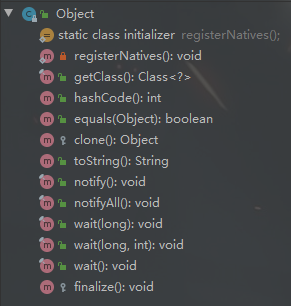 Object
static class initializer registerNatives();
registerNatives(): void
getClass(): Class<?>
hashCode(): int
equals(Object): boolean
clone(): Object
toString(): String
notify(): void
notifyAll(): void
wait(long): void
wait(long, int): void
wait(): void
finalize(): void